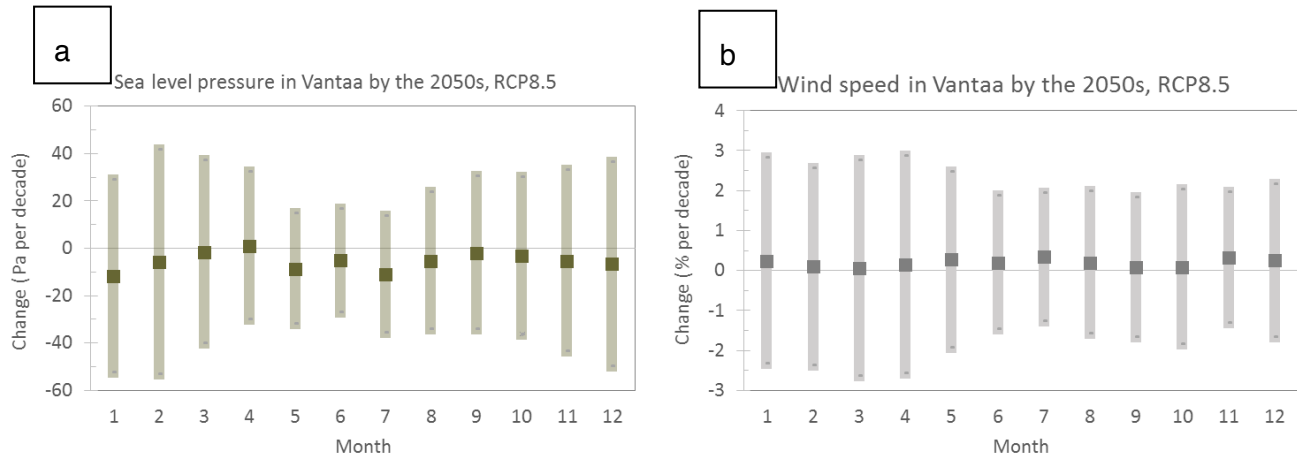 a
Sea level pressure in Vantaa by the 2050s, RCP8.5
60
40
20
0
-20
-40
-60
Change (Pa per decade)
1 2 3 4 5 6 7 8 9 10 11 12
Month
b
Wind speed in Vantaa by the 2050s, RCP8.5
4
3
2
1
0
-1
-2
-3
Change (% per decade)
1 2 3 4 5 6 7 8 9 10 11 12
Month